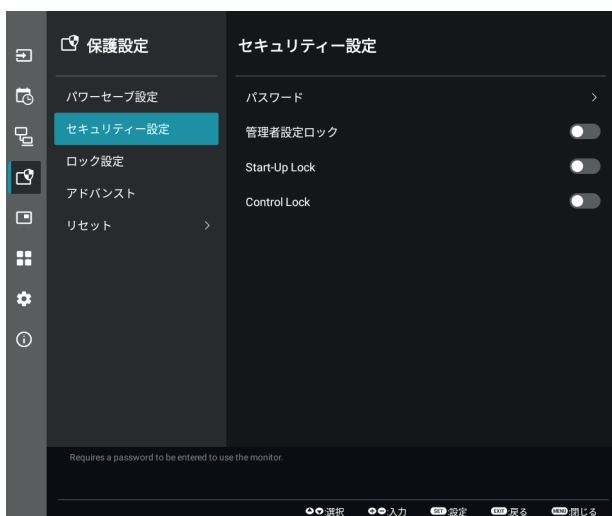 保護設定
パワーセーブ設定
セキュリティー設定
ロック設定
アドバンスト
リセット
セキュリティー設定
パスワード
管理者設定ロック
Start-Up Lock
Control Lock
Requires a password to be entered to use the monitor.
:選択 :入力 SET:設定 EXIT:戻る MENU:閉じる